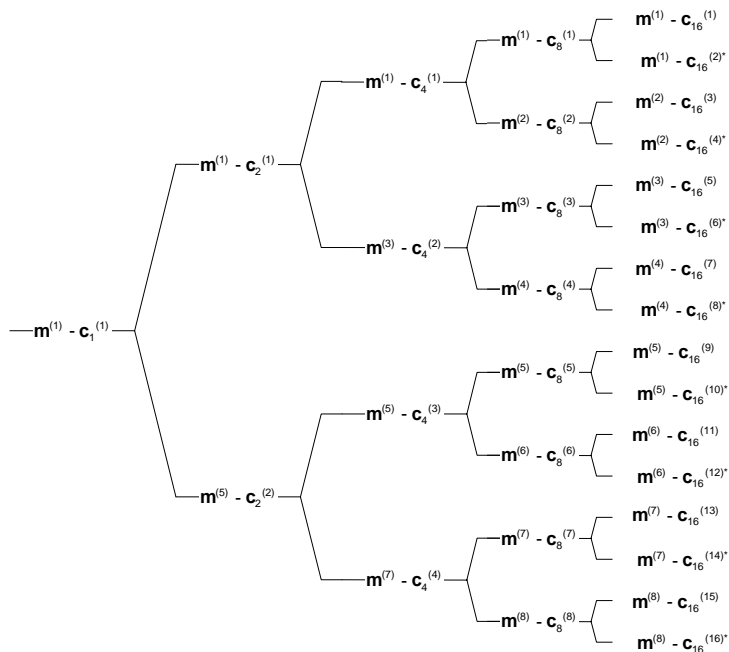 m(1) - c16(1)
m(1) - c8(1)
m(1) - c16(2)*
m(1) - c4(1)
m(2) - c16(3)
m(2) - c8(2)
m(2) - c16(4)*
m(1) - c2(1)
m(3) - c16(5)
m(3) - c8(3)
m(3) - c16(6)*
m(3) - c4(2)
m(4) - c16(7)
m(4) - c8(4)
m(4) - c16(8)*
m(1) - c1(1)
m(5) - c16(9)
m(5) - c8(5)
m(5) - c16(10)*
m(5) - c4(3)
m(6) - c16(11)
m(6) - c8(6)
m(6) - c16(12)*
m(5) - c2(2)
m(7) - c16(13)
m(7) - c8(7)
m(7) - c16(14)*
m(7) - c4(4)
m(8) - c16(15)
m(8) - c8(8)
m(8) - c16(16)*